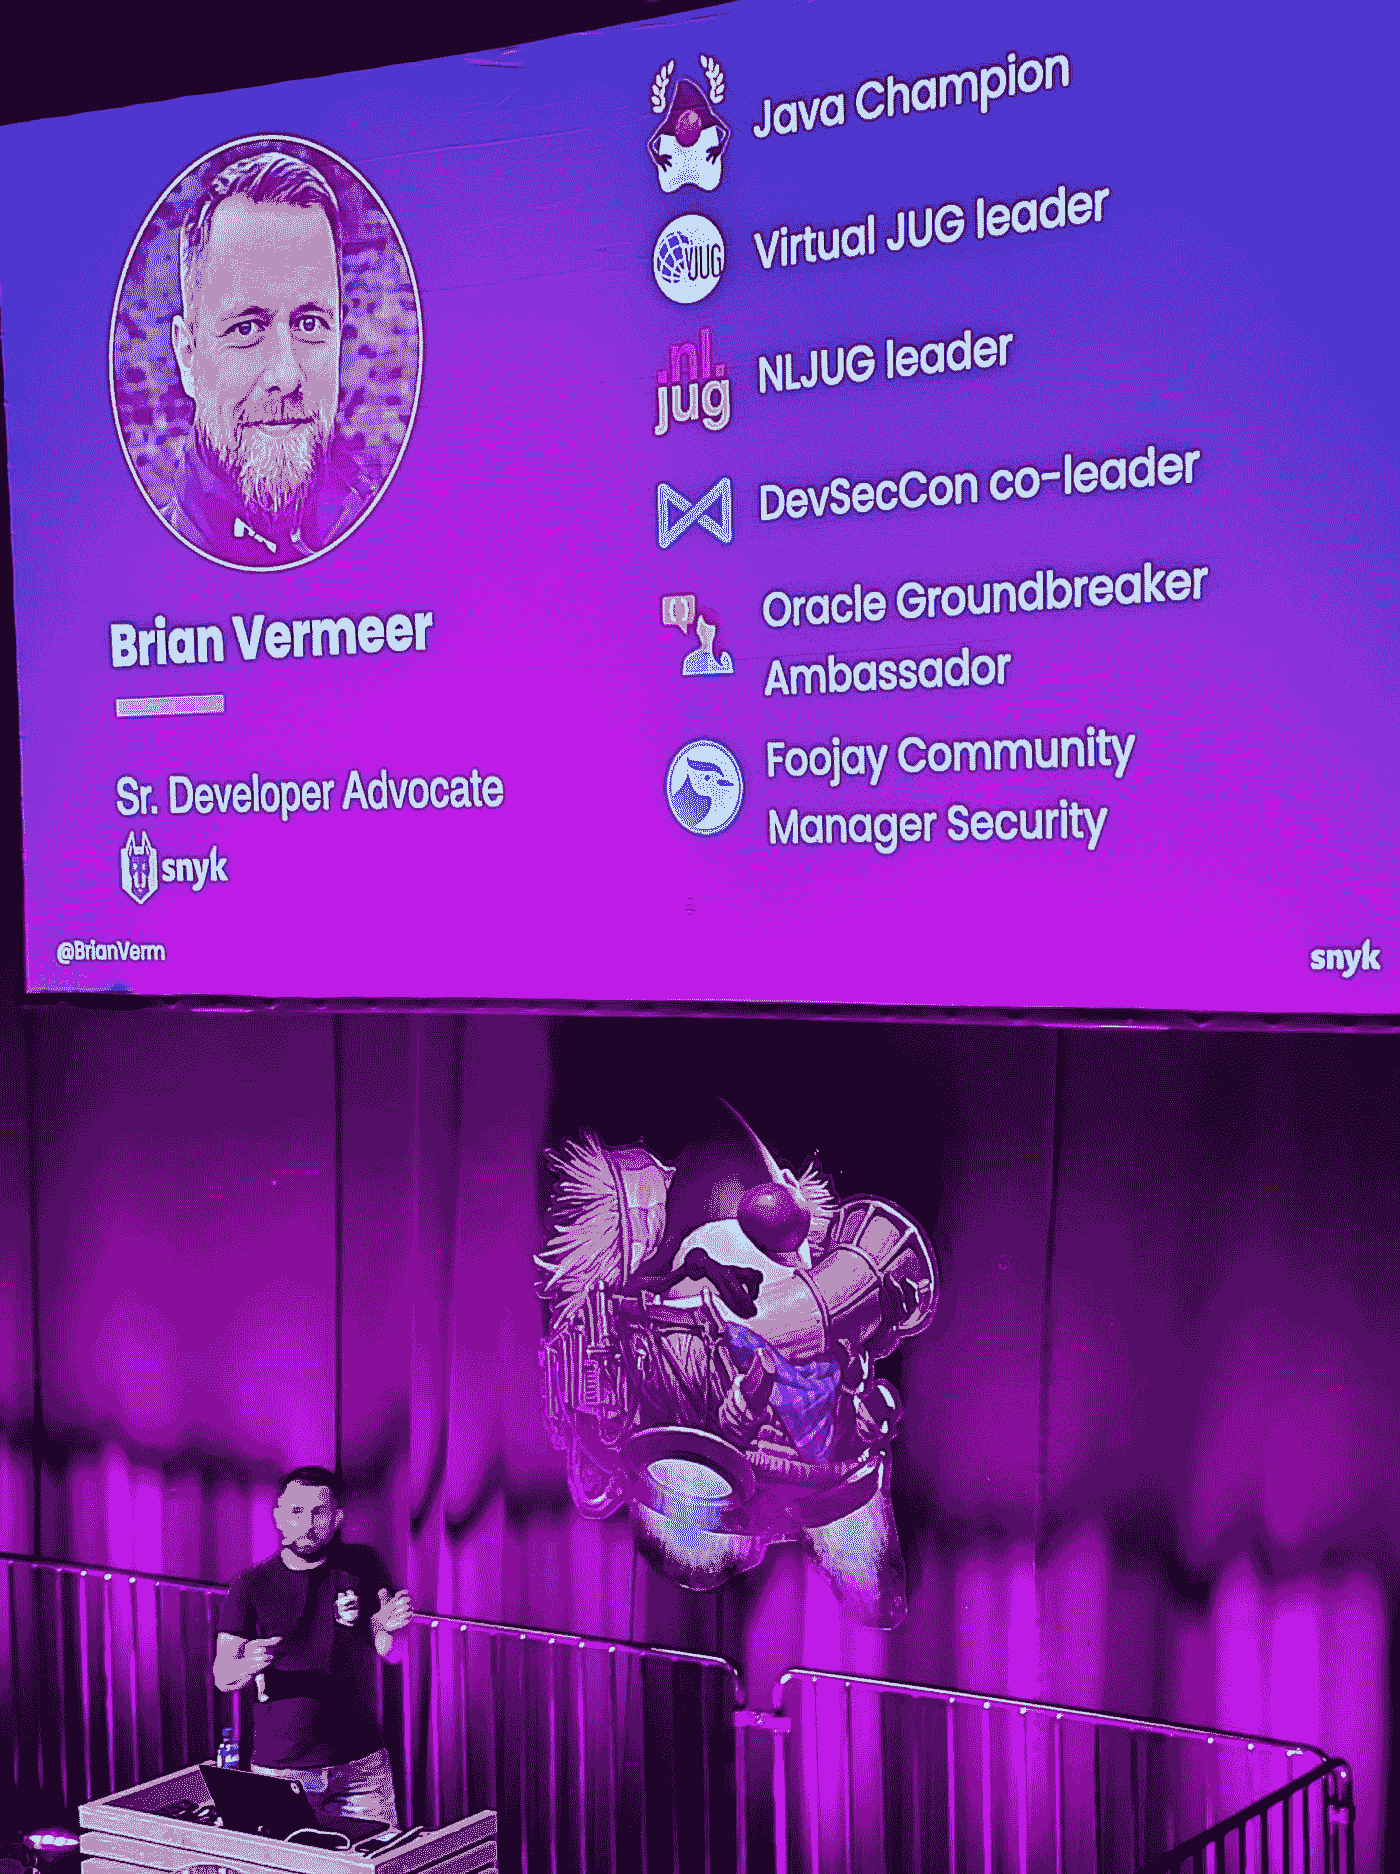 Brian Vermeer
Sr. Developer Advocate
snyk
@BrianVerm
Java Champion
VJUG
Virtual JUG leader
.nl.
jug
NLJUG leader
DevSecCon co-leader
Oracle Groundbreaker
Ambassador
Foojay Community
Manager Security
snyk